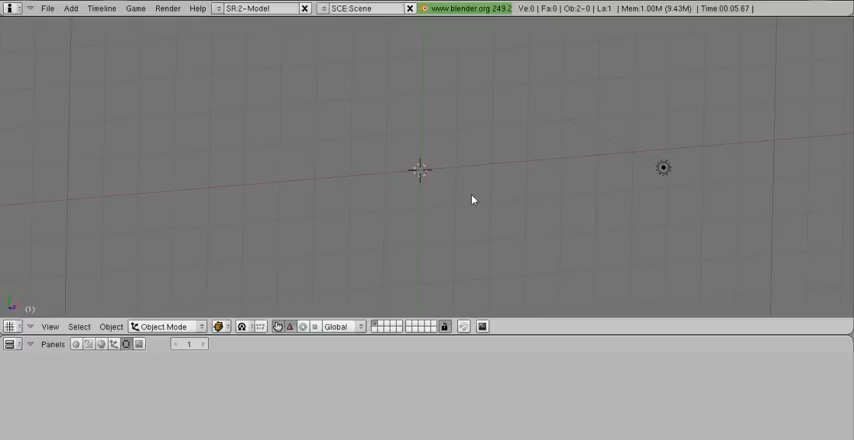 File Add Timeline Game Render Help SR:2-Model SCE:Scene www.blender.org 249.2 Ve:0 | Fa:0 | Ob:2-0 | La:1 | Mem:1.00M (9.43M) | Time:00:05.67 |
(1)
View Select Object Object Mode Global
Panels 1